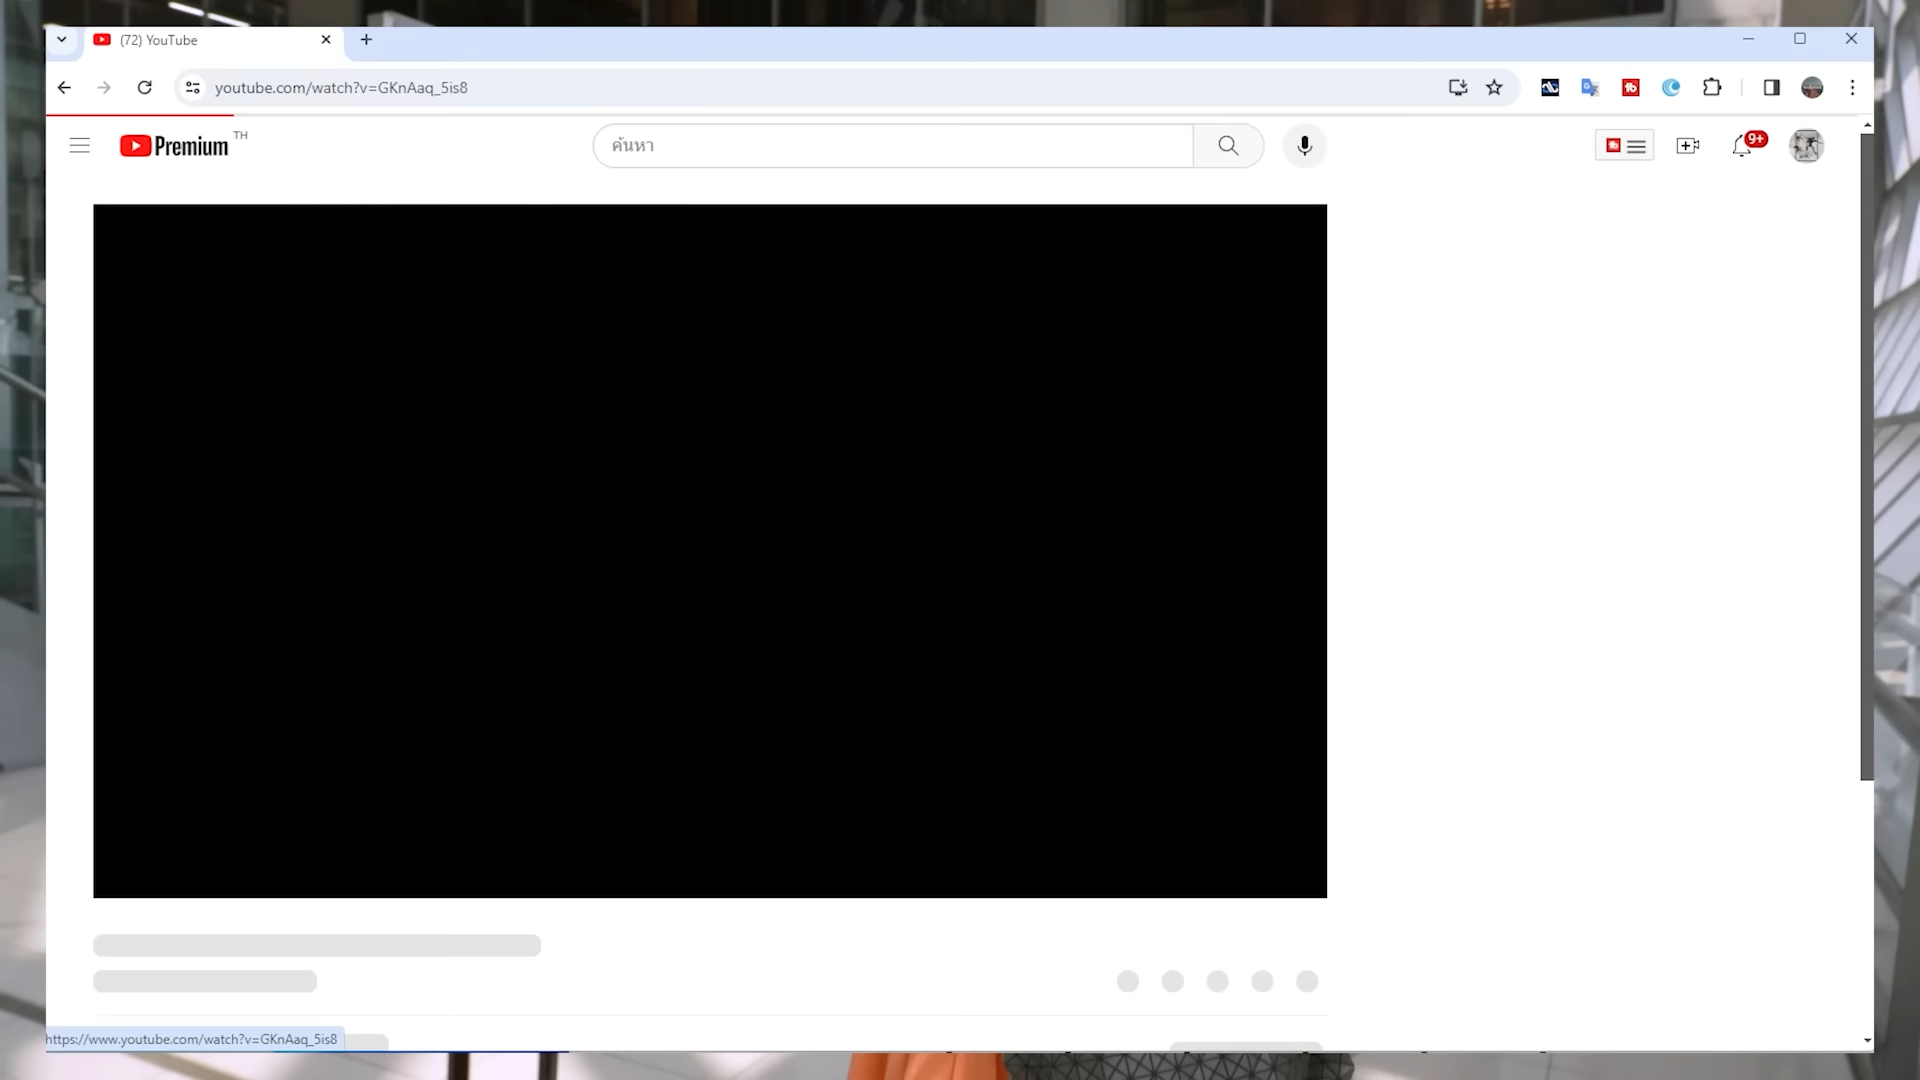 (72) YouTube
youtube.com/watch?v=GKnAaq_5is8
Premium TH
ค้นหา
9+
https://www.youtube.com/watch?v=GKnAaq_5is8